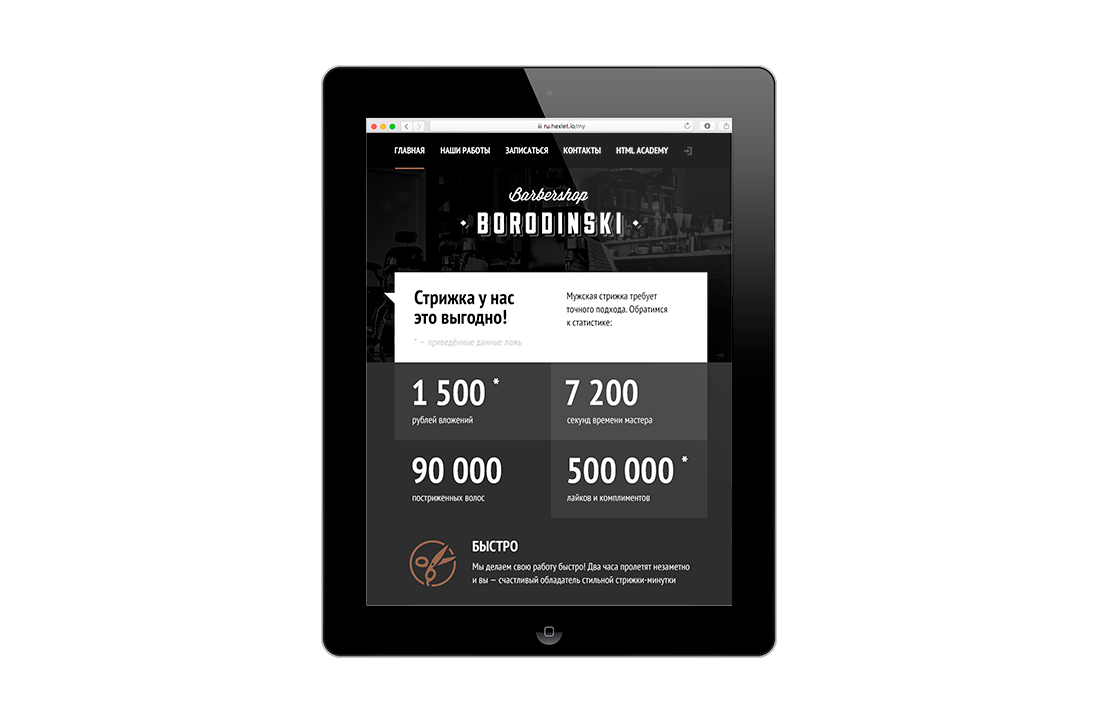 ru.hexlet.io/my
ГЛАВНАЯ НАШИ РАБОТЫ ЗАПИСАТЬСЯ КОНТАКТЫ HTML ACADEMY
Barbershop
BORODINSKI
Стрижка у нас
это выгодно!
* — приведённые данные ложь
Мужская стрижка требует
точного подхода. Обратимся
к статистике:
1 500 *
рублей вложений
7 200
секунд времени мастера
90 000
постриженных волос
500 000 *
лайков и комплиментов
БЫСТРО
Мы делаем свою работу быстро! Два часа пролетят незаметно
и вы — счастливый обладатель стильной стрижки-минутки